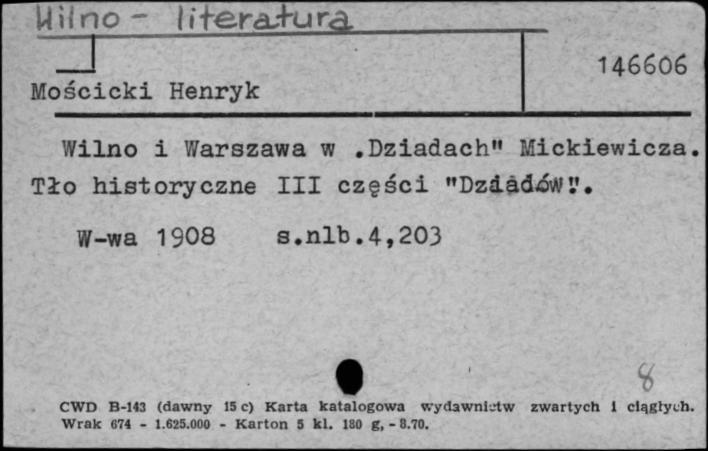 Wilno - literatura
146606
Mościcki Henryk
Wilno i Warszawa w .Dziadach" Mickiewicza.
Tło historyczne III części "Dziadów".
W-wa 1908 s.nlb.4,203
8
CWD B-143 (dawny 15 c) Karta katalogowa wydawnictw zwartych i ciągłych.
Wrak 674 - 1.625.000 - Karton 5 kl. 180 g, - 8.70.